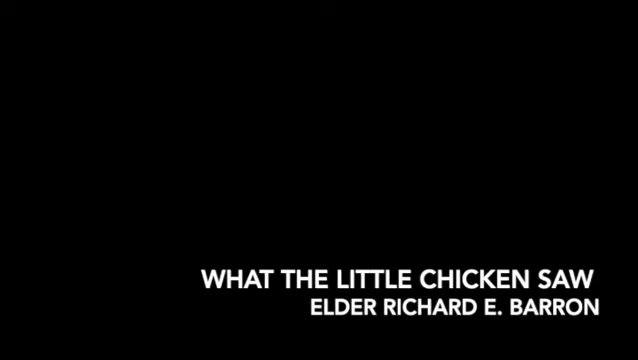 WHAT THE LITTLE CHICKEN SAW
ELDER RICHARD E. BARRON